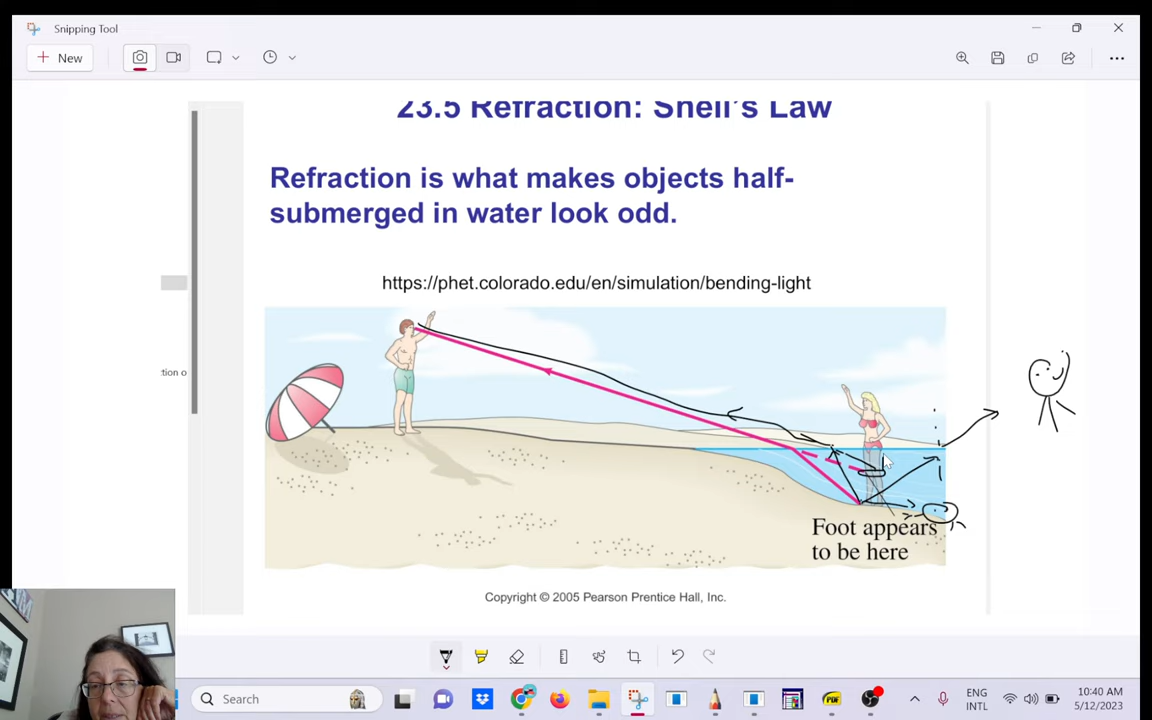 Snipping Tool
New
23.5 Refraction: Snell's Law
Refraction is what makes objects half-
submerged in water look odd.
https://phet.colorado.edu/en/simulation/bending-light
tion o
Foot appears
to be here
Copyright © 2005 Pearson Prentice Hall, Inc.
Search
ENG
INTL
10:40 AM
5/12/2023